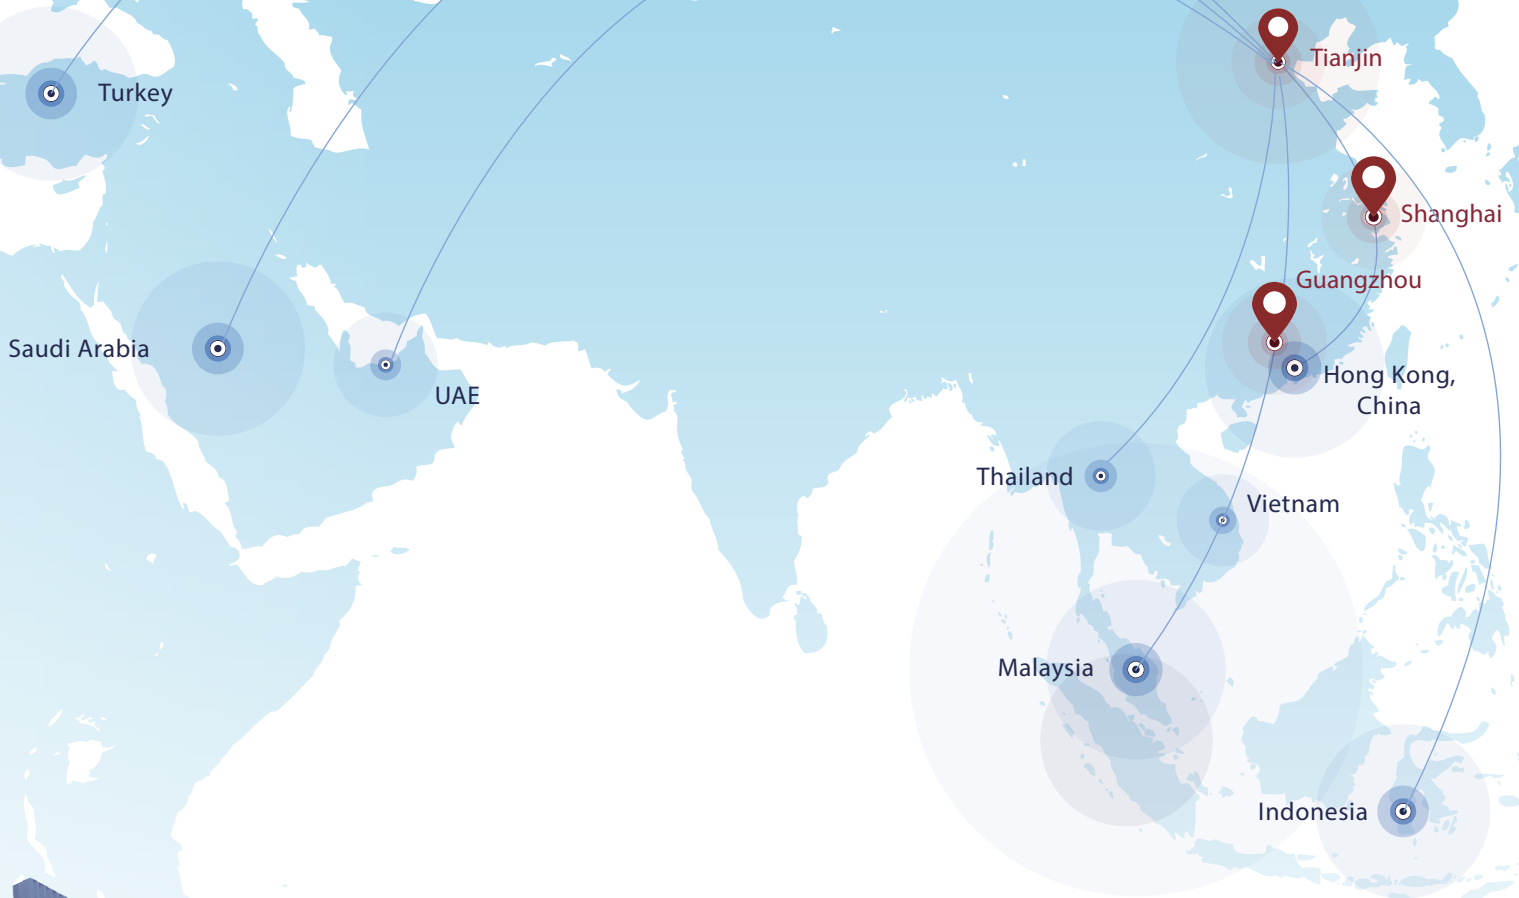 Tianjin
Turkey
Shanghai
Guangzhou
Saudi Arabia
UAE
Hong Kong,
China
Thailand
Vietnam
Malaysia
Indonesia